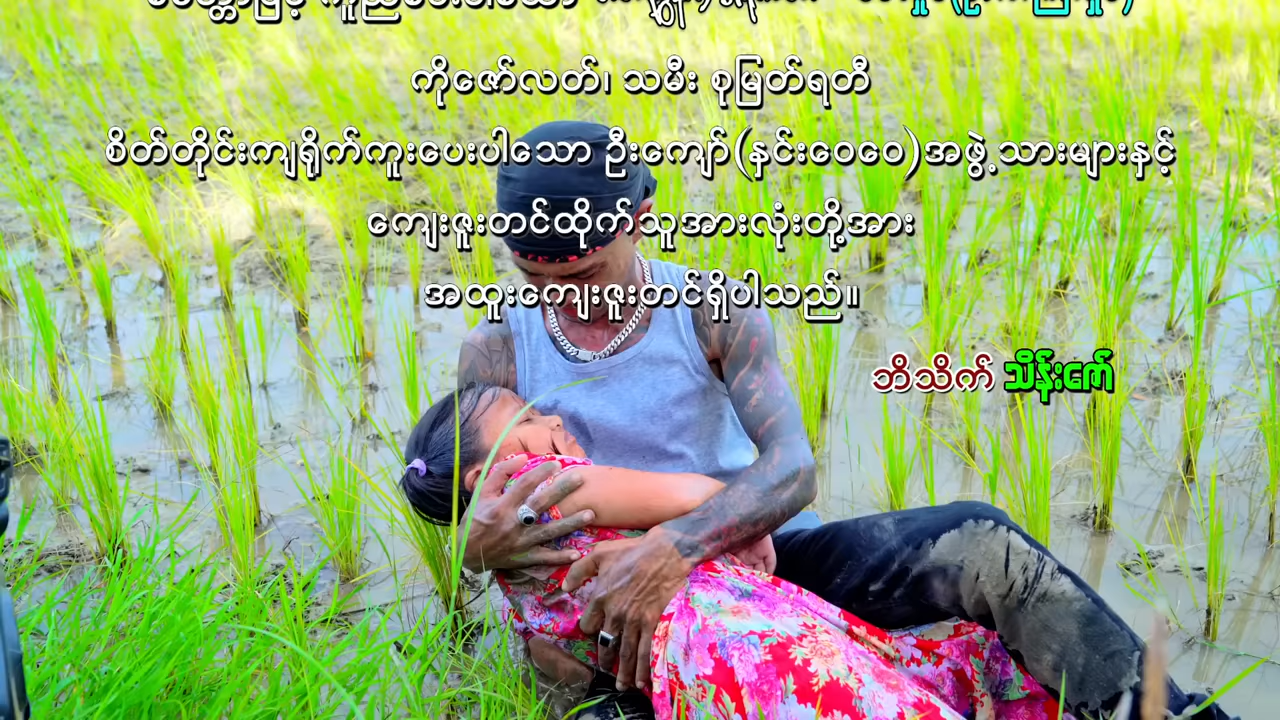 ကိုဇော်လတ်၊ သမီး စုမြတ်ရတီ
စိတ်တိုင်းကျရိုက်ကူးပေးပါသော ဦးကျော်(နှင်းဝေဝေ)အဖွဲ့သားများနှင့်
ကျေးဇူးတင်ထိုက်သူအားလုံးတို့အား
အထူးကျေးဇူးတင်ရှိပါသည်။
ဘိသိက် သိန်းဇော်